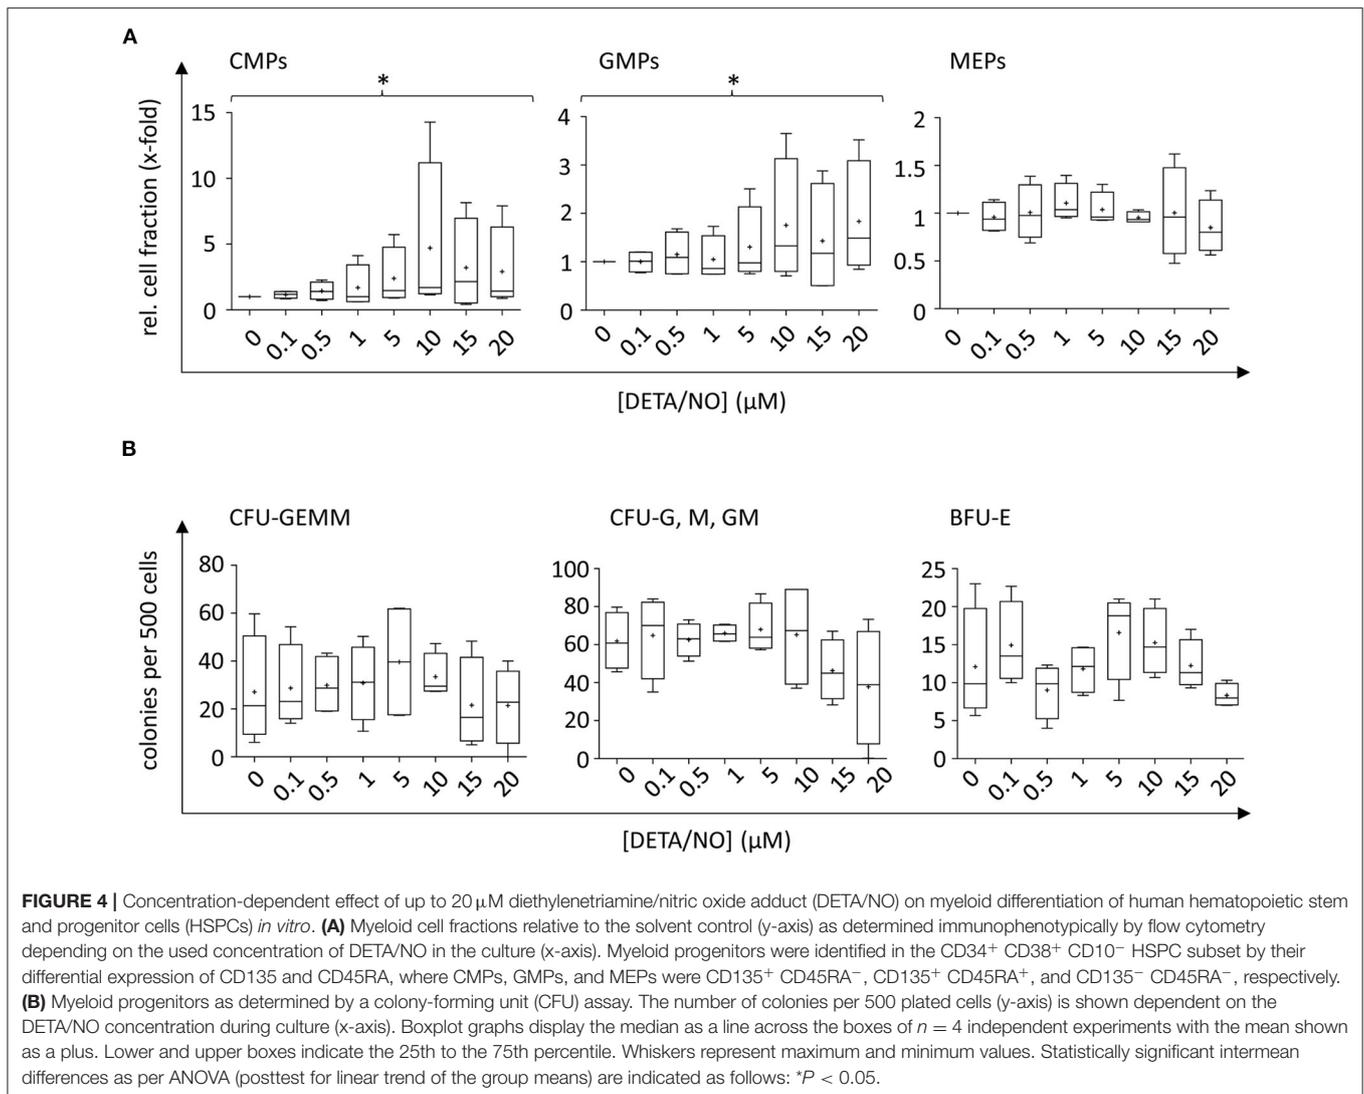 A
CMPs
GMPs
MEPs
*
*
rel. cell fraction (x-fold)
15
10
5
0
0 0.1 0.5 1 5 10 15 20
4
3
2
1
0
0 0.1 0.5 1 5 10 15 20
2
1.5
1
0.5
0
0 0.1 0.5 1 5 10 15 20
[DETA/NO] (µM)
B
CFU-GEMM
CFU-G, M, GM
BFU-E
colonies per 500 cells
80
60
40
20
0
0 0.1 0.5 1 5 10 15 20
100
80
60
40
20
0
0 0.1 0.5 1 5 10 15 20
25
20
15
10
5
0
0 0.1 0.5 1 5 10 15 20
[DETA/NO] (µM)
FIGURE 4 | Concentration-dependent effect of up to 20 µM diethylenetriamine/nitric oxide adduct (DETA/NO) on myeloid differentiation of human hematopoietic stem
and progenitor cells (HSPCs) in vitro. (A) Myeloid cell fractions relative to the solvent control (y-axis) as determined immunophenotypically by flow cytometry
depending on the used concentration of DETA/NO in the culture (x-axis). Myeloid progenitors were identified in the CD34⁺ CD38⁺ CD10⁻ HSPC subset by their
differential expression of CD135 and CD45RA, where CMPs, GMPs, and MEPs were CD135⁺ CD45RA⁻, CD135⁺ CD45RA⁺, and CD135⁻ CD45RA⁻, respectively.
(B) Myeloid progenitors as determined by a colony-forming unit (CFU) assay. The number of colonies per 500 plated cells (y-axis) is shown dependent on the
DETA/NO concentration during culture (x-axis). Boxplot graphs display the median as a line across the boxes of n = 4 independent experiments with the mean shown
as a plus. Lower and upper boxes indicate the 25th to the 75th percentile. Whiskers represent maximum and minimum values. Statistically significant intermean
differences as per ANOVA (posttest for linear trend of the group means) are indicated as follows: *P < 0.05.